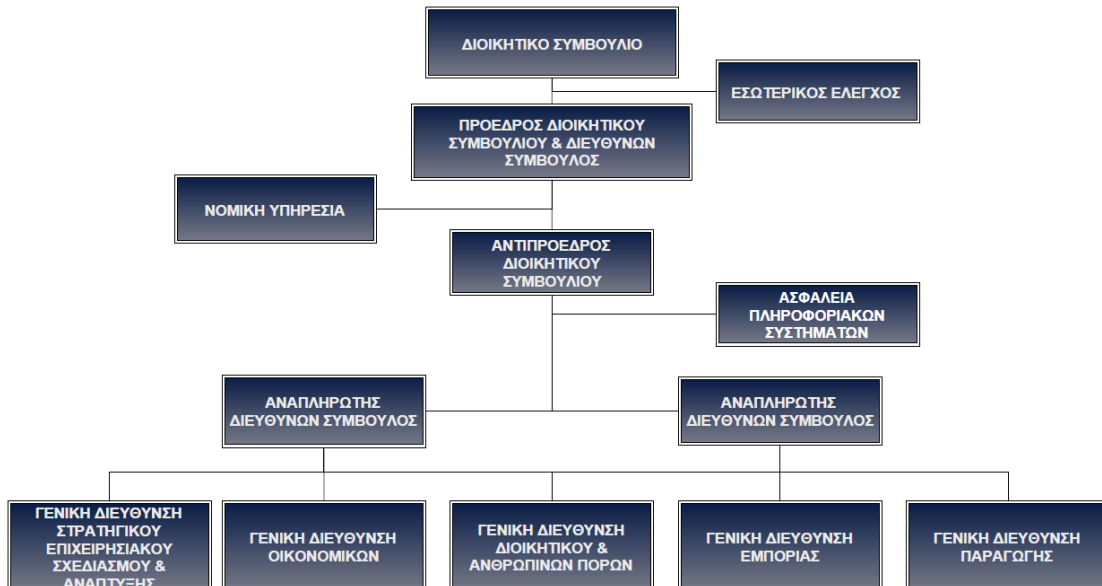 ΔΙΟΙΚΗΤΙΚΟ ΣΥΜΒΟΥΛΙΟ
ΕΣΩΤΕΡΙΚΟΣ ΕΛΕΓΧΟΣ
ΠΡΟΕΔΡΟΣ ΔΙΟΙΚΗΤΙΚΟΥ
ΣΥΜΒΟΥΛΙΟΥ & ΔΙΕΥΘΥΝΩΝ
ΣΥΜΒΟΥΛΟΣ
ΝΟΜΙΚΗ ΥΠΗΡΕΣΙΑ
ΑΝΤΙΠΡΟΕΔΡΟΣ
ΔΙΟΙΚΗΤΙΚΟΥ
ΣΥΜΒΟΥΛΙΟΥ
ΑΣΦΑΛΕΙΑ
ΠΛΗΡΟΦΟΡΙΑΚΩΝ
ΣΥΣΤΗΜΑΤΩΝ
ΑΝΑΠΛΗΡΩΤΗΣ
ΔΙΕΥΘΥΝΩΝ ΣΥΜΒΟΥΛΟΣ
ΑΝΑΠΛΗΡΩΤΗΣ
ΔΙΕΥΘΥΝΩΝ ΣΥΜΒΟΥΛΟΣ
ΓΕΝΙΚΗ ΔΙΕΥΘΥΝΣΗ
ΣΤΡΑΤΗΓΙΚΟΥ
ΕΠΙΧΕΙΡΗΣΙΑΚΟΥ
ΣΧΕΔΙΑΣΜΟΥ &
ΑΝΑΠΤΥΞΗΣ
ΓΕΝΙΚΗ ΔΙΕΥΘΥΝΣΗ
ΟΙΚΟΝΟΜΙΚΩΝ
ΓΕΝΙΚΗ ΔΙΕΥΘΥΝΣΗ
ΔΙΟΙΚΗΤΙΚΟΥ &
ΑΝΘΡΩΠΙΝΩΝ ΠΟΡΩΝ
ΓΕΝΙΚΗ ΔΙΕΥΘΥΝΣΗ
ΕΜΠΟΡΙΑΣ
ΓΕΝΙΚΗ ΔΙΕΥΘΥΝΣΗ
ΠΑΡΑΓΩΓΗΣ